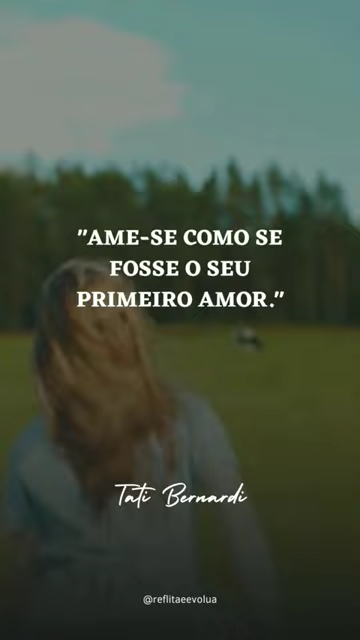 "AME-SE COMO SE
FOSSE O SEU
PRIMEIRO AMOR."
Tati Bernardi
@reflitaeevolua